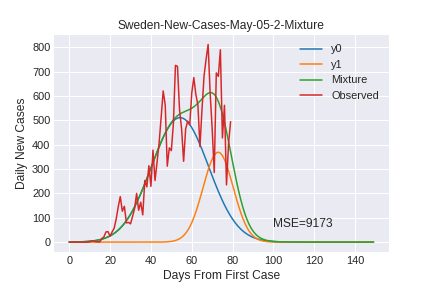 Sweden-New-Cases-May-05-2-Mixture
800
700
600
500
400
300
200
100
0
Daily New Cases
y0
y1
Mixture
Observed
MSE=9173
0 20 40 60 80 100 120 140
Days From First Case